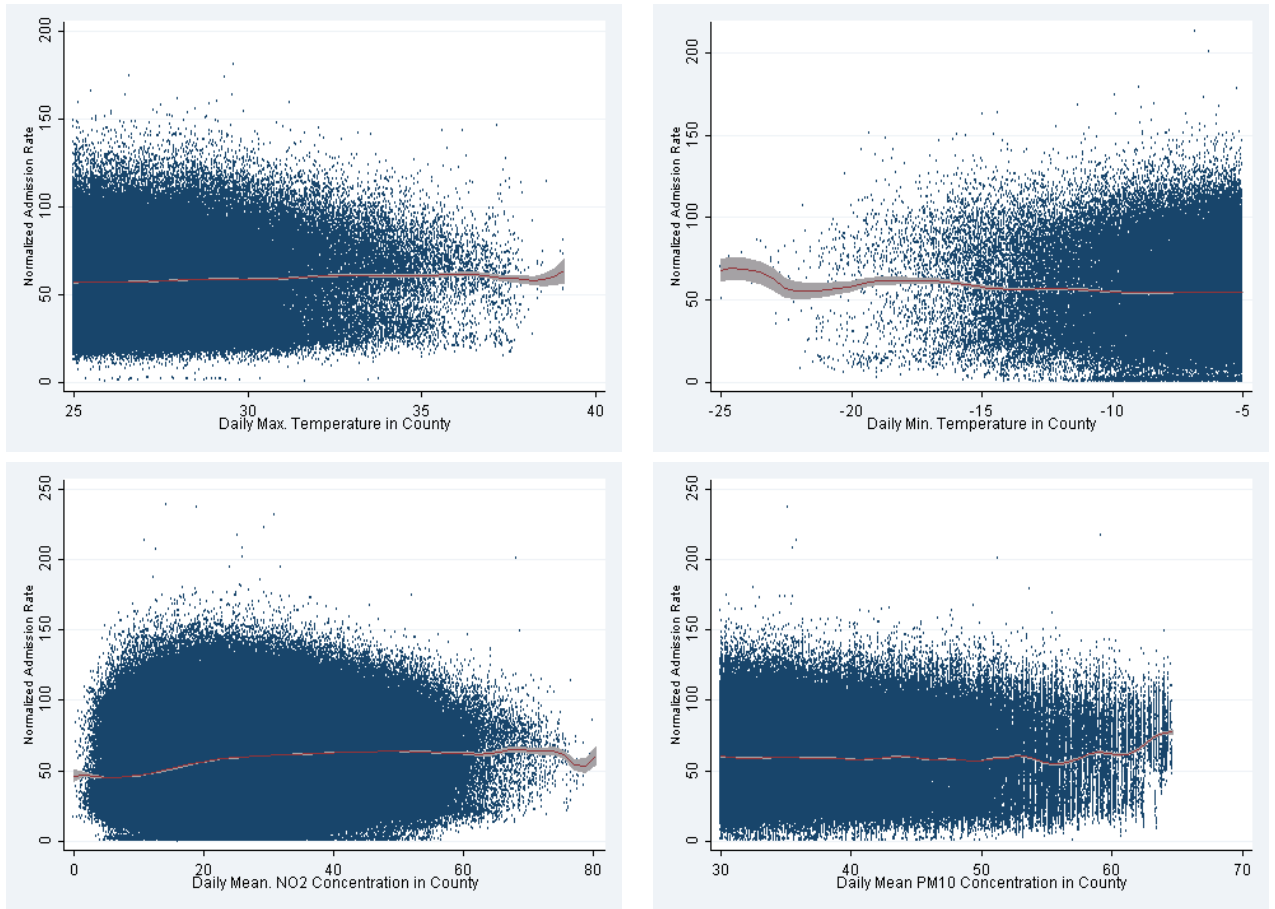 200
150
100
50
0
Normalized Admission Rate
25 30 35 40
Daily Max. Temperature in County
200
150
100
50
0
Normalized Admission Rate
-25 -20 -15 -10 -5
Daily Min. Temperature in County
250
200
150
100
50
0
Normalized Admission Rate
0 20 40 60 80
Daily Mean. NO2 Concentration in County
250
200
150
100
50
0
Normalized Admission Rate
30 40 50 60 70
Daily Mean PM10 Concentration in County